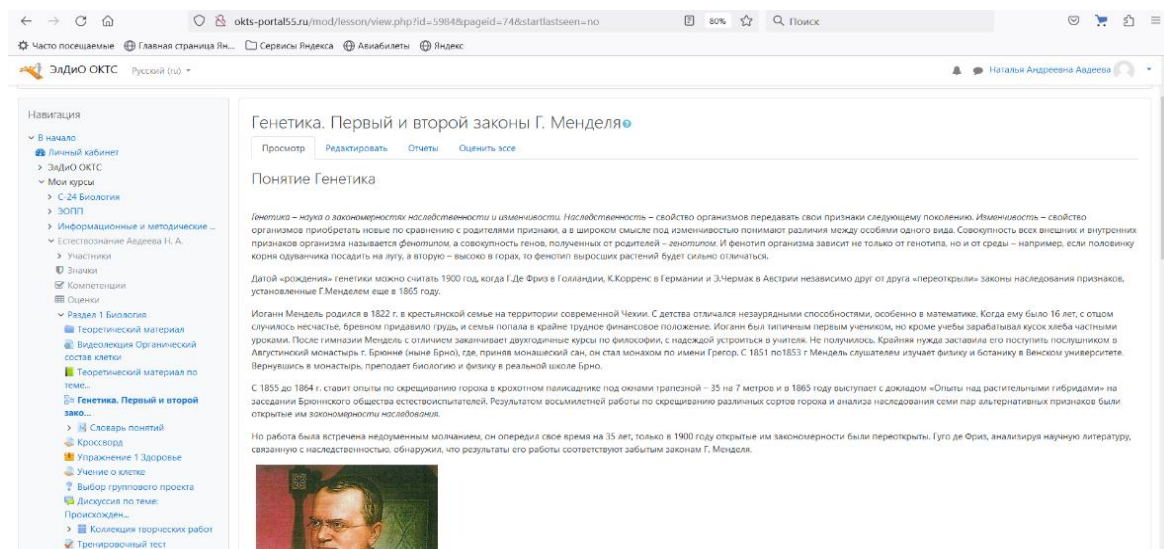 okts-portal55.ru/mod/lesson/view.php?id=5984&pageid=74&startlastseen=no
80%
Поиск
Часто посещаемые
Главная страница Ян...
Сервисы Яндекса
Авиабилеты
Яндекс
ЭлДиО ОКТС
Русский (ru)
Наталья Андреевна Авдеева
Навигация
В начало
Личный кабинет
ЭлДиО ОКТС
Мои курсы
С-24 Биология
ЗОПП
Информационные и методические ...
Естествознание Авдеева Н. А.
Участники
Значки
Компетенции
Оценки
Раздел 1 Биология
Теоретический материал
Видеолекция Органический
состав клетки
Теоретический материал по
теме...
Генетика. Первый и второй
зако...
Словарь понятий
Кроссворд
Упражнение 1 Здоровье
Учение о клетке
Выбор группового проекта
Дискуссия по теме:
Происхожден...
Коллекция творческих работ
Тренировочный тест
Генетика. Первый и второй законы Г. Менделя
Просмотр
Редактировать
Отчеты
Оценить эссе
Понятие Генетика
Генетика – наука о закономерностях наследственности и изменчивости. Наследственность – свойство организмов передавать свои признаки следующему поколению. Изменчивость – свойство
организмов приобретать новые по сравнению с родителями признаки, а в широком смысле под изменчивостью понимают различия между особями одного вида. Совокупность всех внешних и внутренних
признаков организма называется фенотипом, а совокупность генов, полученных от родителей – генотипом. И фенотип организма зависит не только от генотипа, но и от среды – например, если половинку
корня одуванчика посадить на лугу, а вторую – высоко в горах, то фенотип выросших растений будет сильно отличаться.
Датой «рождения» генетики можно считать 1900 год, когда Г.Де Фриз в Голландии, К.Корренс в Германии и Э.Чермак в Австрии независимо друг от друга «переоткрыли» законы наследования признаков,
установленные Г.Менделем еще в 1865 году.
Иоганн Мендель родился в 1822 г. в крестьянской семье на территории современной Чехии. С детства отличался незаурядными способностями, особенно в математике. Когда ему было 16 лет, с отцом
случилось несчастье, бревном придавило грудь, и семья попала в крайне трудное финансовое положение. Иоганн был типичным первым учеником, но кроме учебы зарабатывал кусок хлеба частными
уроками. После гимназии Мендель с отличием заканчивает двухгодичные курсы по философии, с надеждой устроиться в учителя. Не получилось. Крайняя нужда заставила его поступить послушником в
Августинский монастырь г. Брюнне (ныне Брно), где, приняв монашеский сан, он стал монахом по имени Грегор. С 1851 по1853 г Мендель слушателем изучает физику и ботанику в Венском университете.
Вернувшись в монастырь, преподает биологию и физику в реальной школе Брно.
С 1855 до 1864 г. ставит опыты по скрещиванию гороха в крохотном палисаднике под окнами трапезной – 35 на 7 метров и в 1865 году выступает с докладом «Опыты над растительными гибридами» на
заседании Брюннского общества естествоиспытателей. Результатом восьмилетней работы по скрещиванию различных сортов гороха и анализа наследования семи пар альтернативных признаков были
открытые им закономерности наследования.
Но работа была встречена недоуменным молчанием, он опередил свое время на 35 лет, только в 1900 году открытые им закономерности были переоткрыты. Гуго де Фриз, анализируя научную литературу,
связанную с наследственностью, обнаружил, что результаты его работы соответствуют забытым законам Г. Менделя.